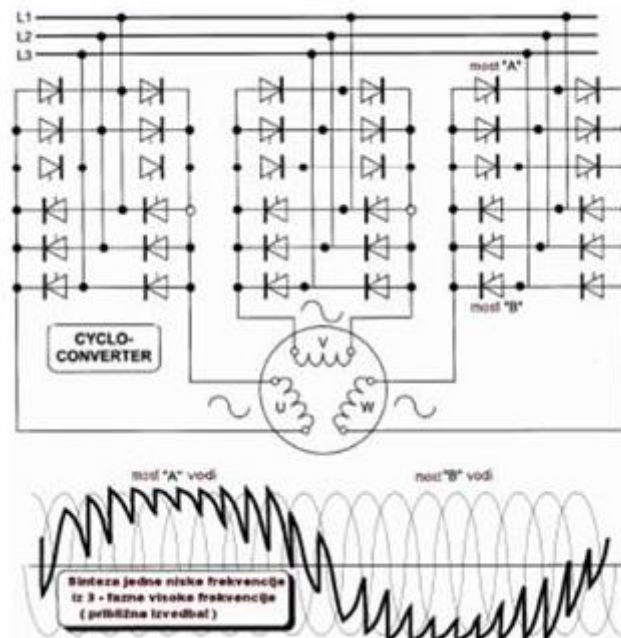 L1
L2
L3
most "A"
most "B"
CYCLO-
CONVERTER
V
U
W
most "A" vodi
most "B" vodi
Sinteza jedne niske frekvencije
iz 3 - fazne visoke frekvencije
( približna izvedba! )